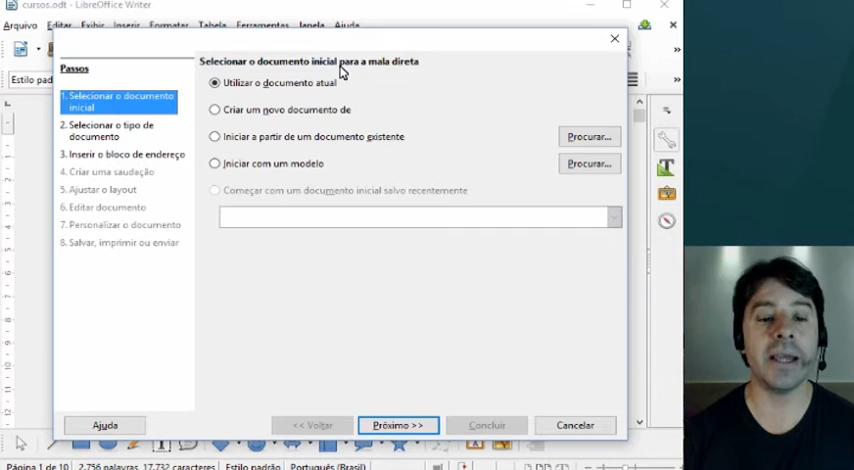 cursos.odt - LibreOffice Writer
Arquivo Editar Exibir Inserir Formatar Tabela Ferramentas Janela Ajuda
Estilo pad
Passos
1. Selecionar o documento
inicial
2. Selecionar o tipo de
documento
3. Inserir o bloco de endereço
4. Criar uma saudação
5. Ajustar o layout
6. Editar documento
7. Personalizar o documento
8. Salvar, imprimir ou enviar
Selecionar o documento inicial para a mala direta
Utilizar o documento atual
Criar um novo documento de
Iniciar a partir de um documento existente
Procurar...
Iniciar com um modelo
Procurar...
Começar com um documento inicial salvo recentemente
Ajuda
<< Voltar
Próximo >>
Concluir
Cancelar
Página 1 de 10
2.756 palavras, 17.732 caracteres
Estilo padrão
Português (Brasil)